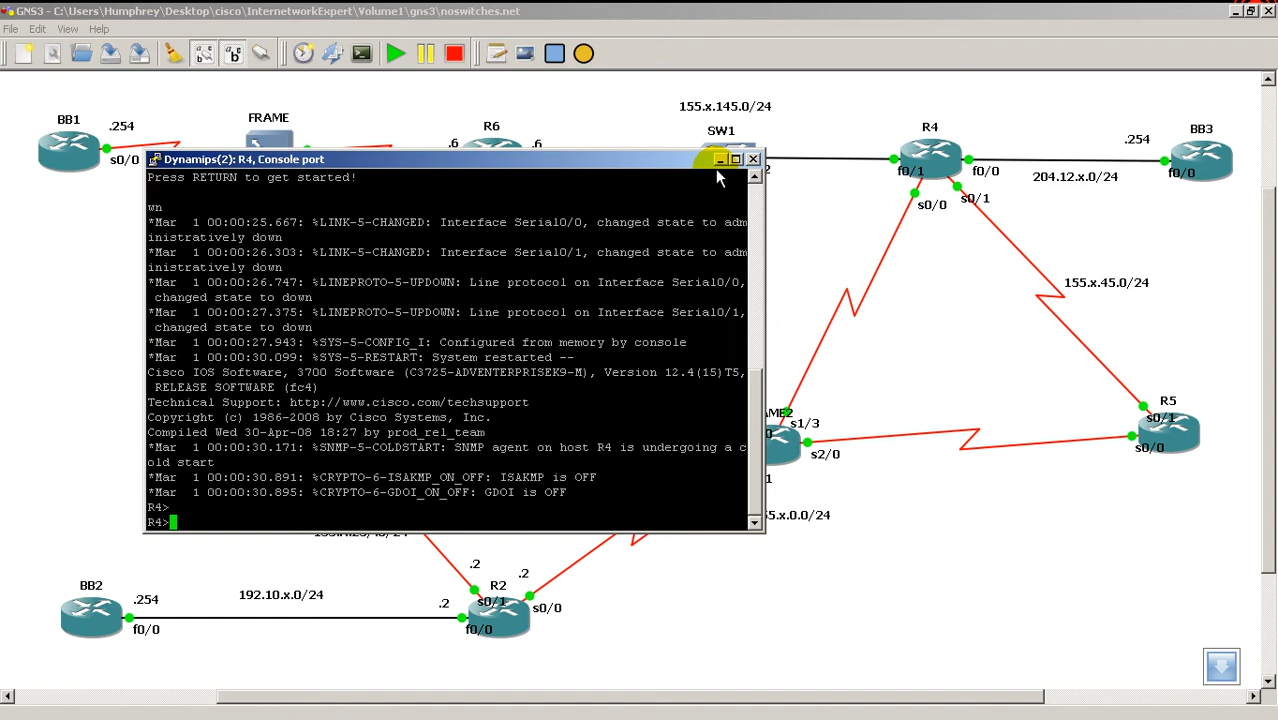 GNS3 - C:\Users\Humphrey\Desktop\cisco\InternetworkExpert\Volume1\gns3\noswitches.net
File Edit View Help
155.x.145.0/24
BB1
.254
FRAME
R6
SW1
R4
.254
BB3
s0/0
.6
.6
2
f0/1
f0/0
204.12.x.0/24
f0/0
s0/0
s0/1
Dynamips(2): R4, Console port
Press RETURN to get started!
wn
*Mar 1 00:00:25.667: %LINK-5-CHANGED: Interface Serial0/0, changed state to adm
inistratively down
*Mar 1 00:00:26.303: %LINK-5-CHANGED: Interface Serial0/1, changed state to adm
inistratively down
*Mar 1 00:00:26.747: %LINEPROTO-5-UPDOWN: Line protocol on Interface Serial0/0,
changed state to down
*Mar 1 00:00:27.375: %LINEPROTO-5-UPDOWN: Line protocol on Interface Serial0/1,
changed state to down
*Mar 1 00:00:27.943: %SYS-5-CONFIG_I: Configured from memory by console
*Mar 1 00:00:30.099: %SYS-5-RESTART: System restarted --
Cisco IOS Software, 3700 Software (C3725-ADVENTERPRISEK9-M), Version 12.4(15)T5,
RELEASE SOFTWARE (fc4)
Technical Support: http://www.cisco.com/techsupport
Copyright (c) 1986-2008 by Cisco Systems, Inc.
Compiled Wed 30-Apr-08 18:27 by prod_rel_team
*Mar 1 00:00:30.171: %SNMP-5-COLDSTART: SNMP agent on host R4 is undergoing a c
old start
*Mar 1 00:00:30.891: %CRYPTO-6-ISAKMP_ON_OFF: ISAKMP is OFF
*Mar 1 00:00:30.895: %CRYPTO-6-GDOI_ON_OFF: GDOI is OFF
R4>
R4>
155.x.45.0/24
R5
AME2
s1/3
s0/1
s0/0
s2/0
.2
.2
BB2
R2
.254
192.10.x.0/24
.2
s0/1
s0/0
f0/0
f0/0